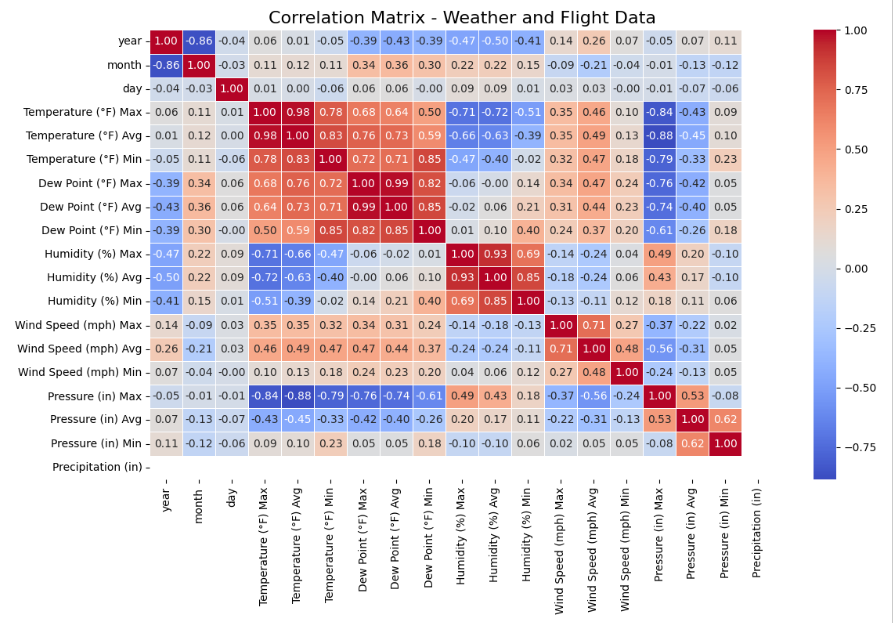 Correlation Matrix - Weather and Flight Data
year 1.00 -0.86 -0.04 0.06 0.01 -0.05 -0.39 -0.43 -0.39 -0.47 -0.50 -0.41 0.14 0.26 0.07 -0.05 0.07 0.11
month -0.86 1.00 -0.03 0.11 0.12 0.11 0.34 0.36 0.30 0.22 0.22 0.15 -0.09 -0.21 -0.04 -0.01 -0.13 -0.12
day -0.04 -0.03 1.00 0.01 0.00 -0.06 0.06 0.06 -0.00 0.09 0.09 0.01 0.03 0.03 -0.00 -0.01 -0.07 -0.06
Temperature (°F) Max 0.06 0.11 0.01 1.00 0.98 0.78 0.68 0.64 0.50 -0.71 -0.72 -0.51 0.35 0.46 0.10 -0.84 -0.43 0.09
Temperature (°F) Avg 0.01 0.12 0.00 0.98 1.00 0.83 0.76 0.73 0.59 -0.66 -0.63 -0.39 0.35 0.49 0.13 -0.88 -0.45 0.10
Temperature (°F) Min -0.05 0.11 -0.06 0.78 0.83 1.00 0.72 0.71 0.85 -0.47 -0.40 -0.02 0.32 0.47 0.18 -0.79 -0.33 0.23
Dew Point (°F) Max -0.39 0.34 0.06 0.68 0.76 0.72 1.00 0.99 0.82 -0.06 -0.00 0.14 0.34 0.47 0.24 -0.76 -0.42 0.05
Dew Point (°F) Avg -0.43 0.36 0.06 0.64 0.73 0.71 0.99 1.00 0.85 -0.02 0.06 0.21 0.31 0.44 0.23 -0.74 -0.40 0.05
Dew Point (°F) Min -0.39 0.30 -0.00 0.50 0.59 0.85 0.82 0.85 1.00 0.01 0.10 0.40 0.24 0.37 0.20 -0.61 -0.26 0.18
Humidity (%) Max -0.47 0.22 0.09 -0.71 -0.66 -0.47 -0.06 -0.02 0.01 1.00 0.93 0.69 -0.14 -0.24 0.04 0.49 0.20 -0.10
Humidity (%) Avg -0.50 0.22 0.09 -0.72 -0.63 -0.40 -0.00 0.06 0.10 0.93 1.00 0.85 -0.18 -0.24 0.06 0.43 0.17 -0.10
Humidity (%) Min -0.41 0.15 0.01 -0.51 -0.39 -0.02 0.14 0.21 0.40 0.69 0.85 1.00 -0.13 -0.11 0.12 0.18 0.11 0.06
Wind Speed (mph) Max 0.14 -0.09 0.03 0.35 0.35 0.32 0.34 0.31 0.24 -0.14 -0.18 -0.13 1.00 0.71 0.27 -0.37 -0.22 0.02
Wind Speed (mph) Avg 0.26 -0.21 0.03 0.46 0.49 0.47 0.47 0.44 0.37 -0.24 -0.24 -0.11 0.71 1.00 0.48 -0.56 -0.31 0.05
Wind Speed (mph) Min 0.07 -0.04 -0.00 0.10 0.13 0.18 0.24 0.23 0.20 0.04 0.06 0.12 0.27 0.48 1.00 -0.24 -0.13 0.05
Pressure (in) Max -0.05 -0.01 -0.01 -0.84 -0.88 -0.79 -0.76 -0.74 -0.61 0.49 0.43 0.18 -0.37 -0.56 -0.24 1.00 0.53 -0.08
Pressure (in) Avg 0.07 -0.13 -0.07 -0.43 -0.45 -0.33 -0.42 -0.40 -0.26 0.20 0.17 0.11 -0.22 -0.31 -0.13 0.53 1.00 0.62
Pressure (in) Min 0.11 -0.12 -0.06 0.09 0.10 0.23 0.05 0.05 0.18 -0.10 -0.10 0.06 0.02 0.05 0.05 -0.08 0.62 1.00
Precipitation (in)
year
month
day
Temperature (°F) Max
Temperature (°F) Avg
Temperature (°F) Min
Dew Point (°F) Max
Dew Point (°F) Avg
Dew Point (°F) Min
Humidity (%) Max
Humidity (%) Avg
Humidity (%) Min
Wind Speed (mph) Max
Wind Speed (mph) Avg
Wind Speed (mph) Min
Pressure (in) Max
Pressure (in) Avg
Pressure (in) Min
Precipitation (in)
1.00
0.75
0.50
0.25
0.00
−0.25
−0.50
−0.75